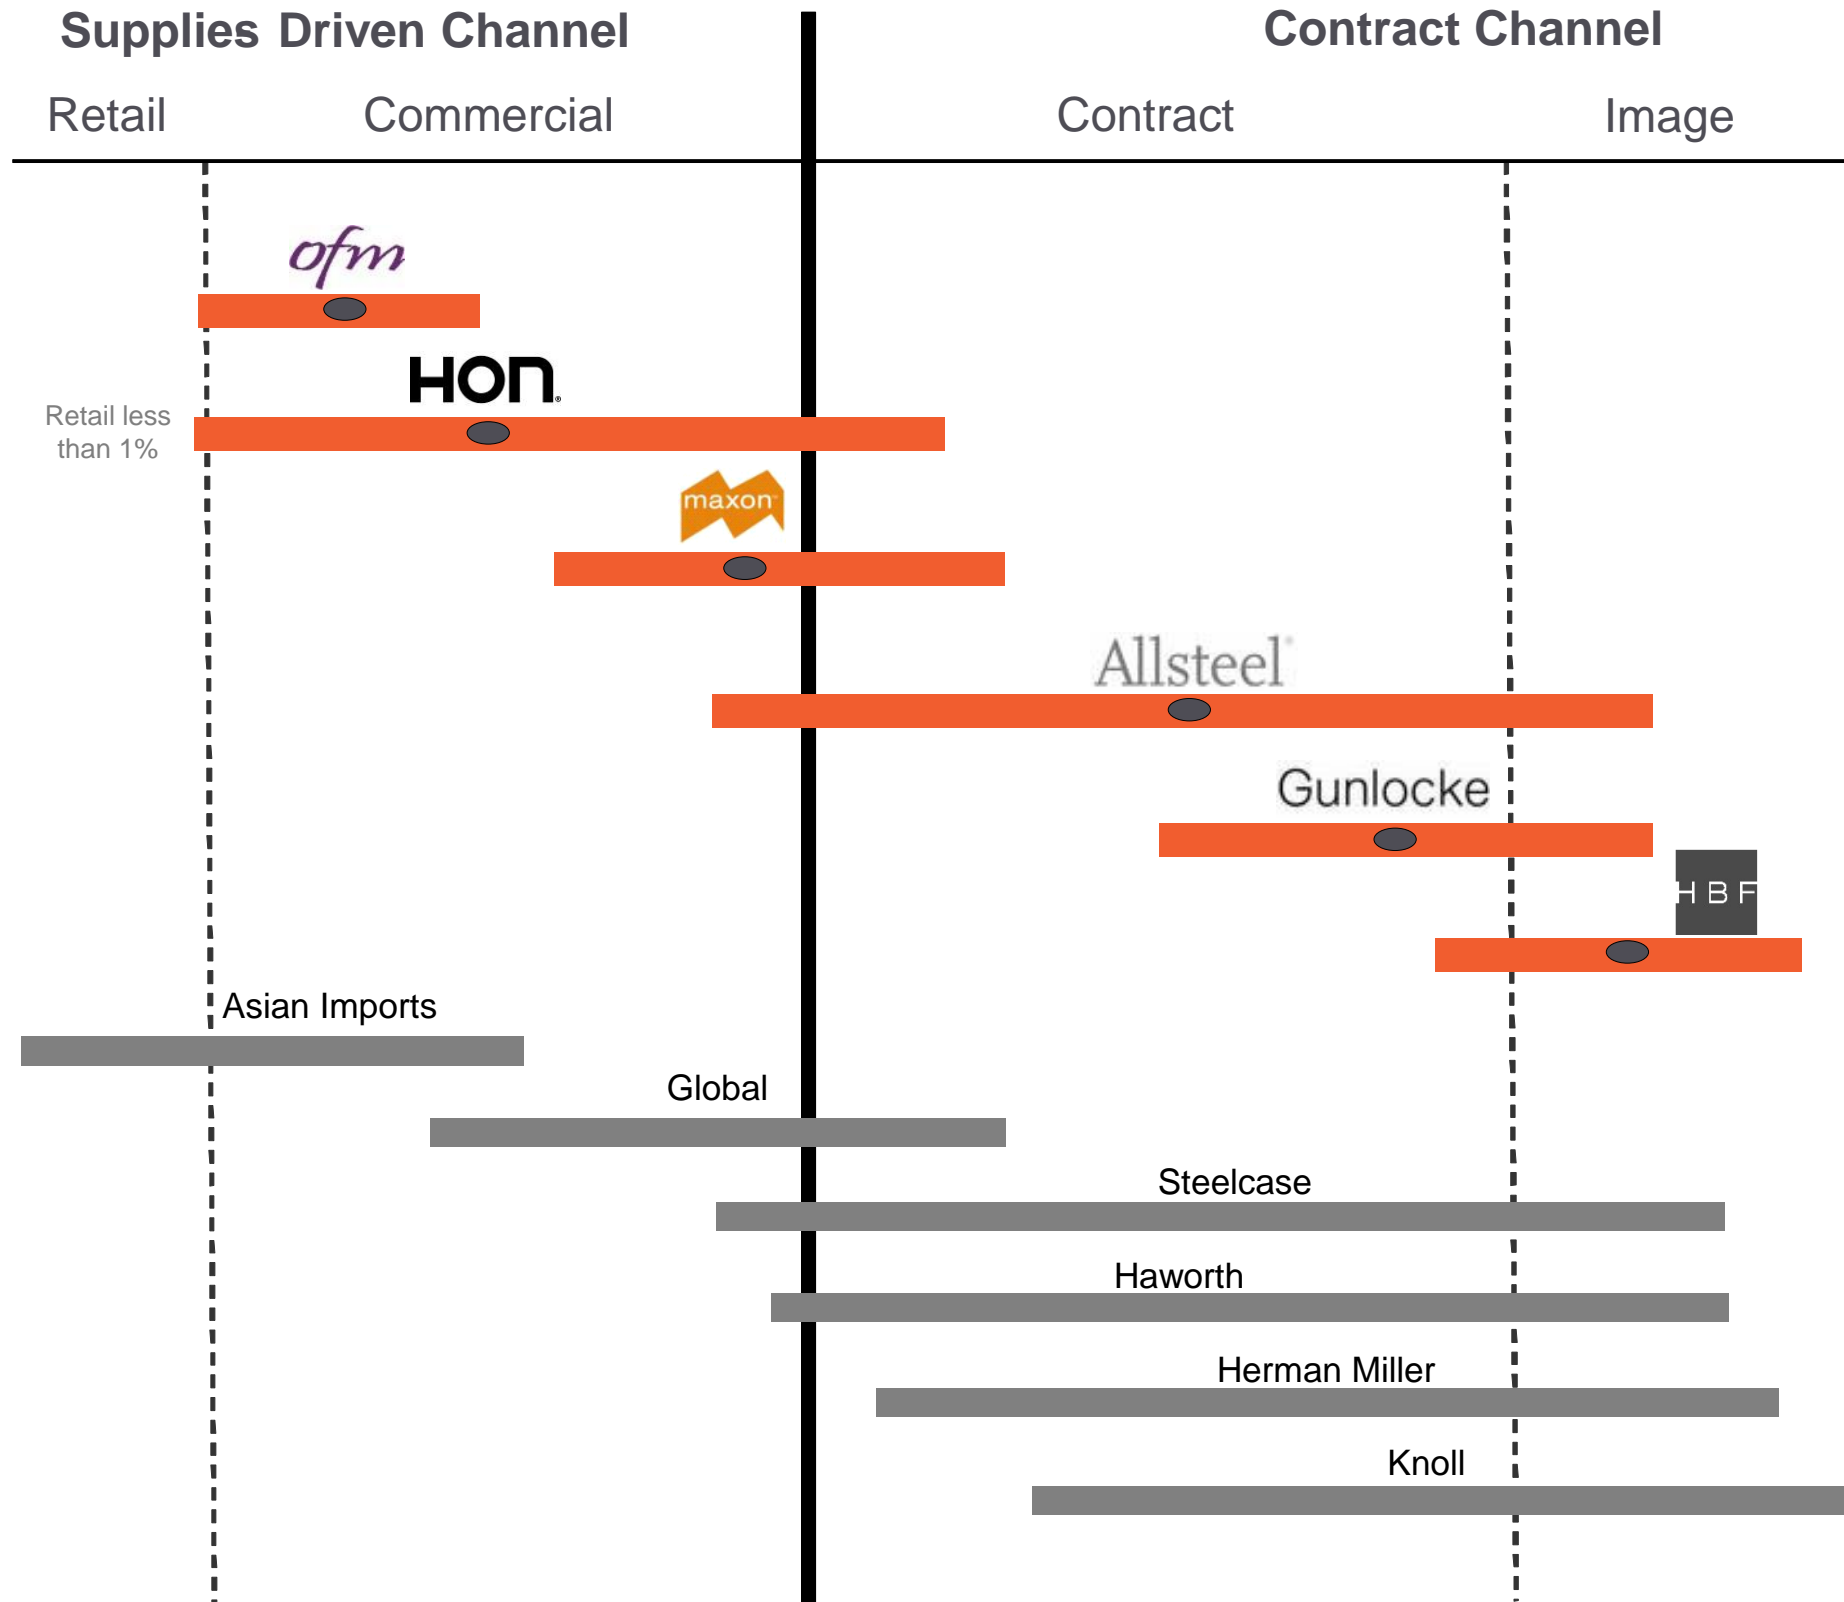 Supplies Driven Channel
Contract Channel
Retail
Commercial
Contract
Image
ofm
HON®
Retail less
than 1%
maxon™
Allsteel®
Gunlocke
HBF
Asian Imports
Global
Steelcase
Haworth
Herman Miller
Knoll